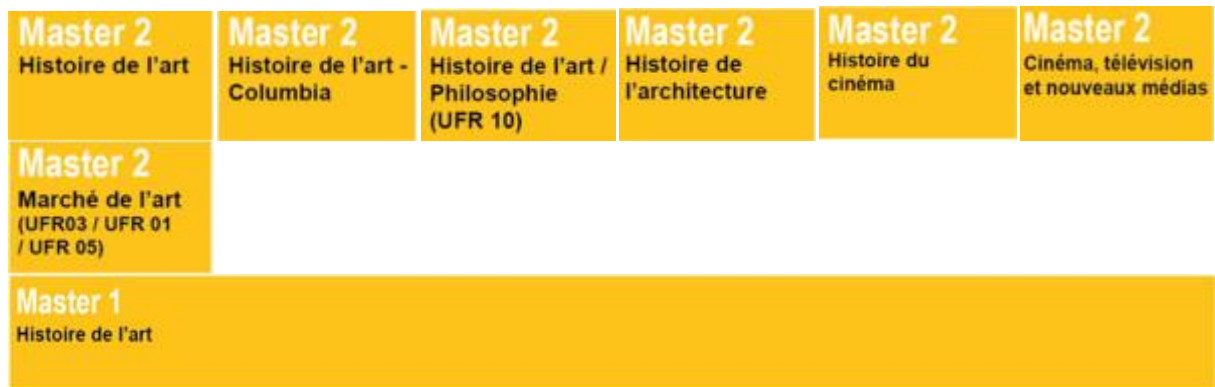 Master 2
Histoire de l'art
Master 2
Histoire de l'art -
Columbia
Master 2
Histoire de l'art /
Philosophie
(UFR 10)
Master 2
Histoire de
l'architecture
Master 2
Histoire du
cinéma
Master 2
Cinéma, télévision
et nouveaux médias
Master 2
Marché de l'art
(UFR03 / UFR 01
/ UFR 05)
Master 1
Histoire de l'art